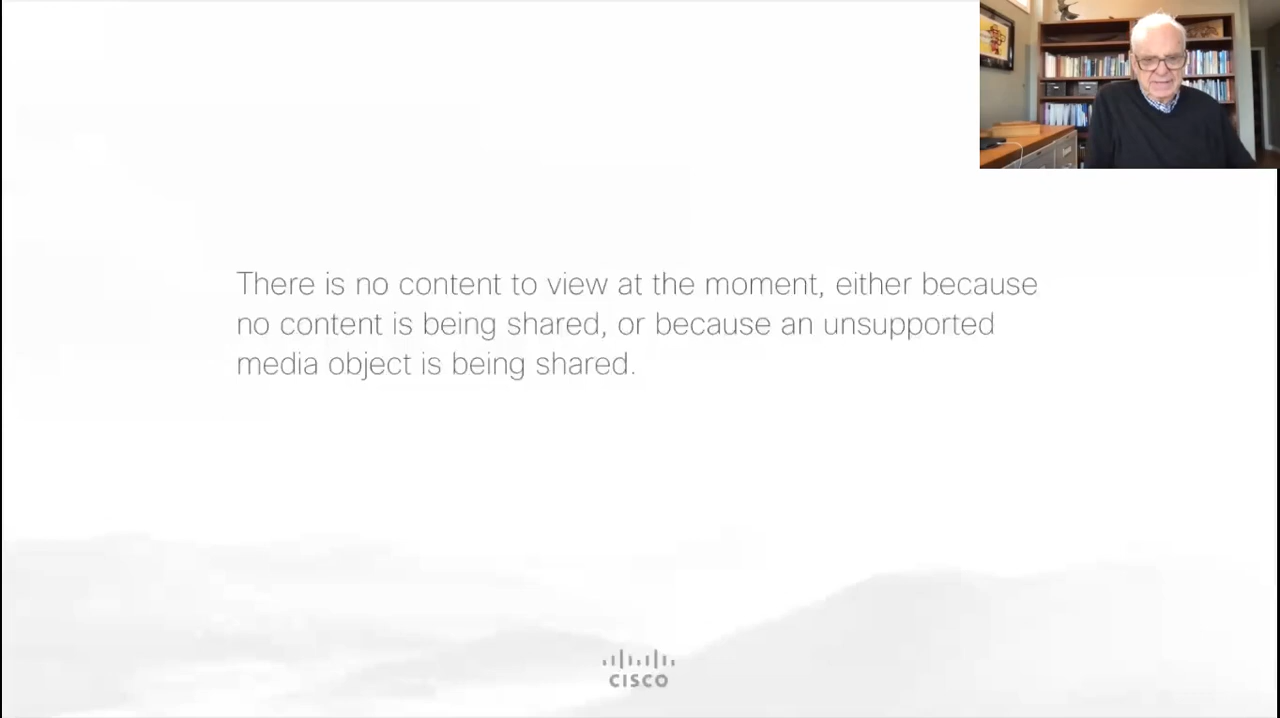 There is no content to view at the moment, either because
no content is being shared, or because an unsupported
media object is being shared.
CISCO